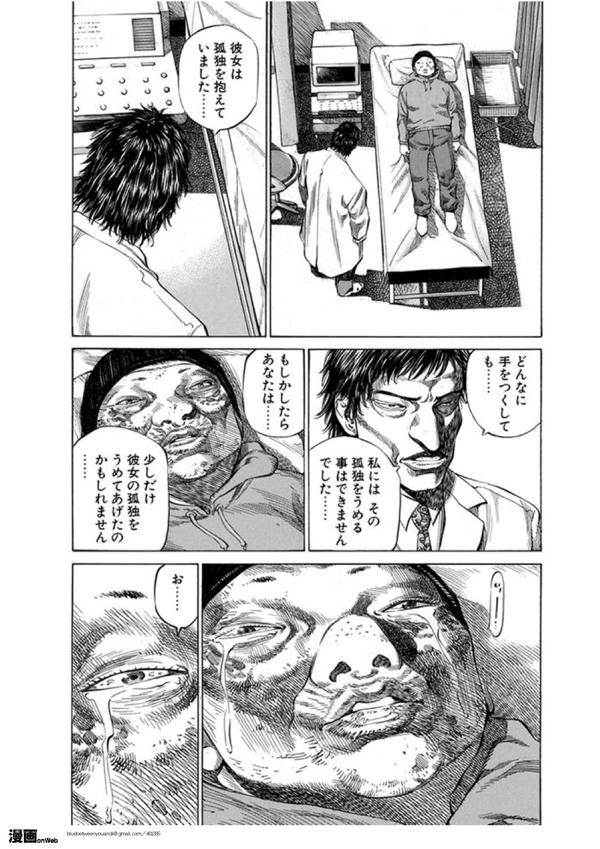 彼女は
孤独を抱えて
いました……
どんなに
手をつくして
も……
私には その
孤独をうめる
事はできません
でした……
もしかしたら
あなたは……
少しだけ
彼女の孤独を
うめてあげたの
かもしれません
……
お……
漫画onWeb
bluebetweenyouandi@gmail.com/40285